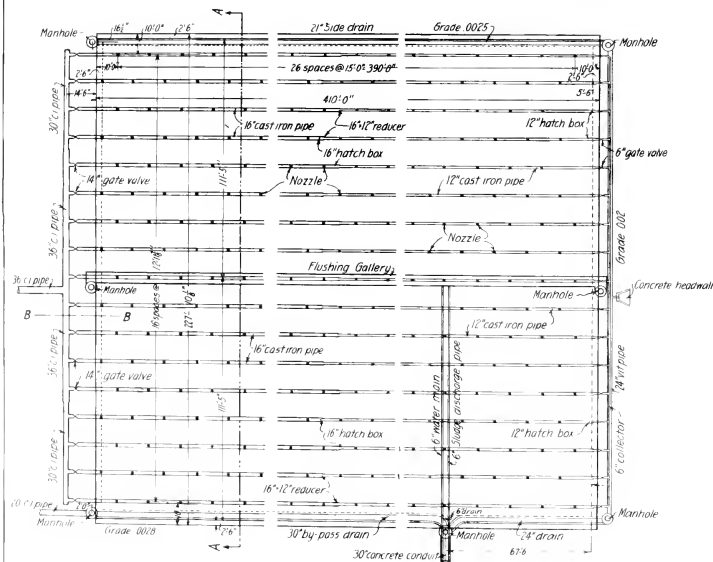 A
Manhole
16½"
10'-0"
2'-6"
21" Side drain
Grade .0025
Manhole
10'-0"
26 spaces @ 15'-0" = 390'-0"
10'-0"
2'-6"
2'-6"
14'-6"
410'-0"
5'-6"
30" c.i. pipe
16" cast iron pipe
16"×12" reducer
12" hatch box
16" hatch box
6" gate valve
111'-5"
14" gate valve
Nozzle
12" cast iron pipe
36" c.i. pipe
Nozzle
Grade .002
Flushing Gallery
36" c.i. pipe
Manhole
Manhole
Concrete headwall
16 spaces @
B
B
12" cast iron pipe
16" cast iron pipe
36" c.i. pipe
14" gate valve
6" water main
6" Sludge discharge pipe
24" vit pipe
111'-5"
16" hatch box
12" hatch box
30" c.i. pipe
6" collector
16"×12" reducer
c.i. pipe
6" drain
Manhole
Manhole
Grade .0028
2'-6"
30" by-pass drain
Manhole
24" drain
A
30" concrete conduit
67'-6